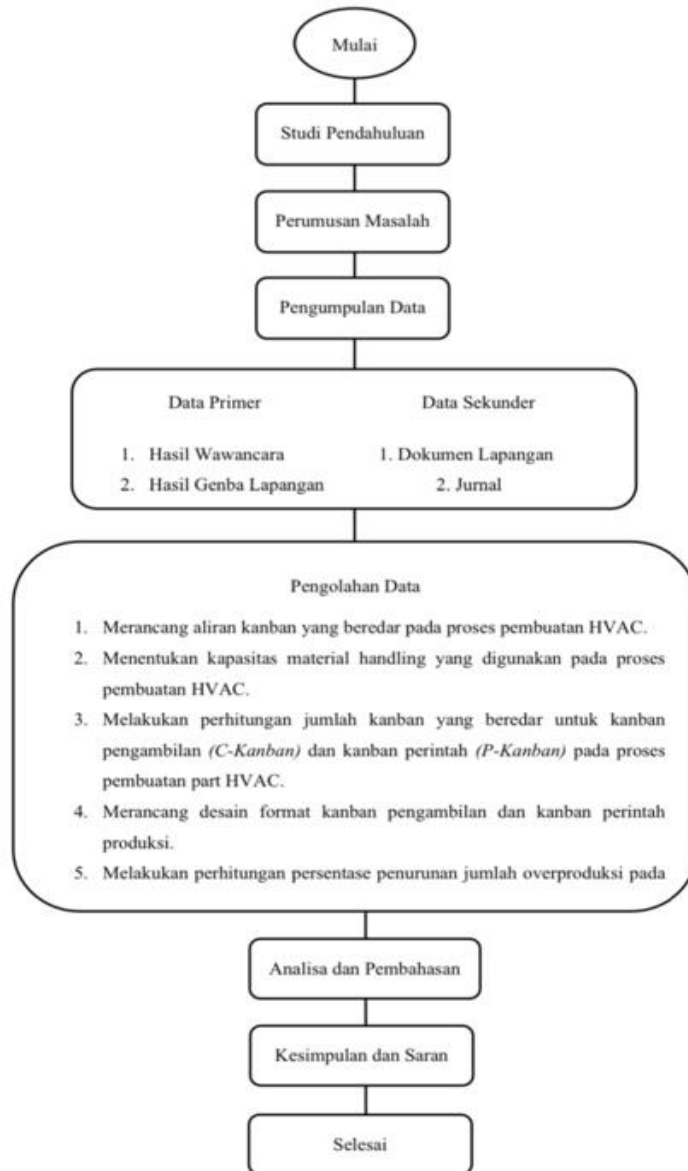 Mulai
Studi Pendahuluan
Perumusan Masalah
Pengumpulan Data
Data Primer
1. Hasil Wawancara
2. Hasil Genba Lapangan
Data Sekunder
1. Dokumen Lapangan
2. Jurnal
Pengolahan Data
1. Merancang aliran kanban yang beredar pada proses pembuatan HVAC.
2. Menentukan kapasitas material handling yang digunakan pada proses
pembuatan HVAC.
3. Melakukan perhitungan jumlah kanban yang beredar untuk kanban
pengambilan (C-Kanban) dan kanban perintah (P-Kanban) pada proses
pembuatan part HVAC.
4. Merancang desain format kanban pengambilan dan kanban perintah
produksi.
5. Melakukan perhitungan persentase penurunan jumlah overproduksi pada
Analisa dan Pembahasan
Kesimpulan dan Saran
Selesai